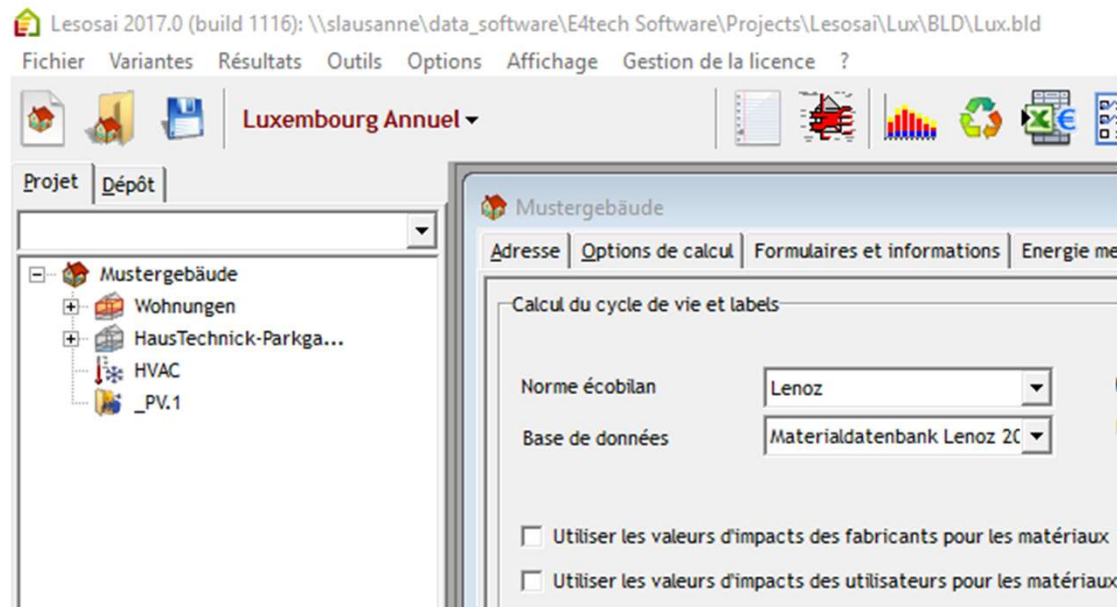 Lesosai 2017.0 (build 1116): \\slausanne\data_software\E4tech Software\Projects\Lesosai\Lux\BLD\Lux.bld
Fichier Variantes Résultats Outils Options Affichage Gestion de la licence ?
Luxembourg Annuel
Projet Dépôt
Mustergebäude
Wohnungen
HausTechnick-Parkga...
HVAC
_PV.1
Mustergebäude
Adresse Options de calcul Formulaires et informations Energie me
Calcul du cycle de vie et labels
Norme écobilan Lenoz
Base de données Materialdatenbank Lenoz 20
Utiliser les valeurs d'impacts des fabricants pour les matériaux
Utiliser les valeurs d'impacts des utilisateurs pour les matériaux